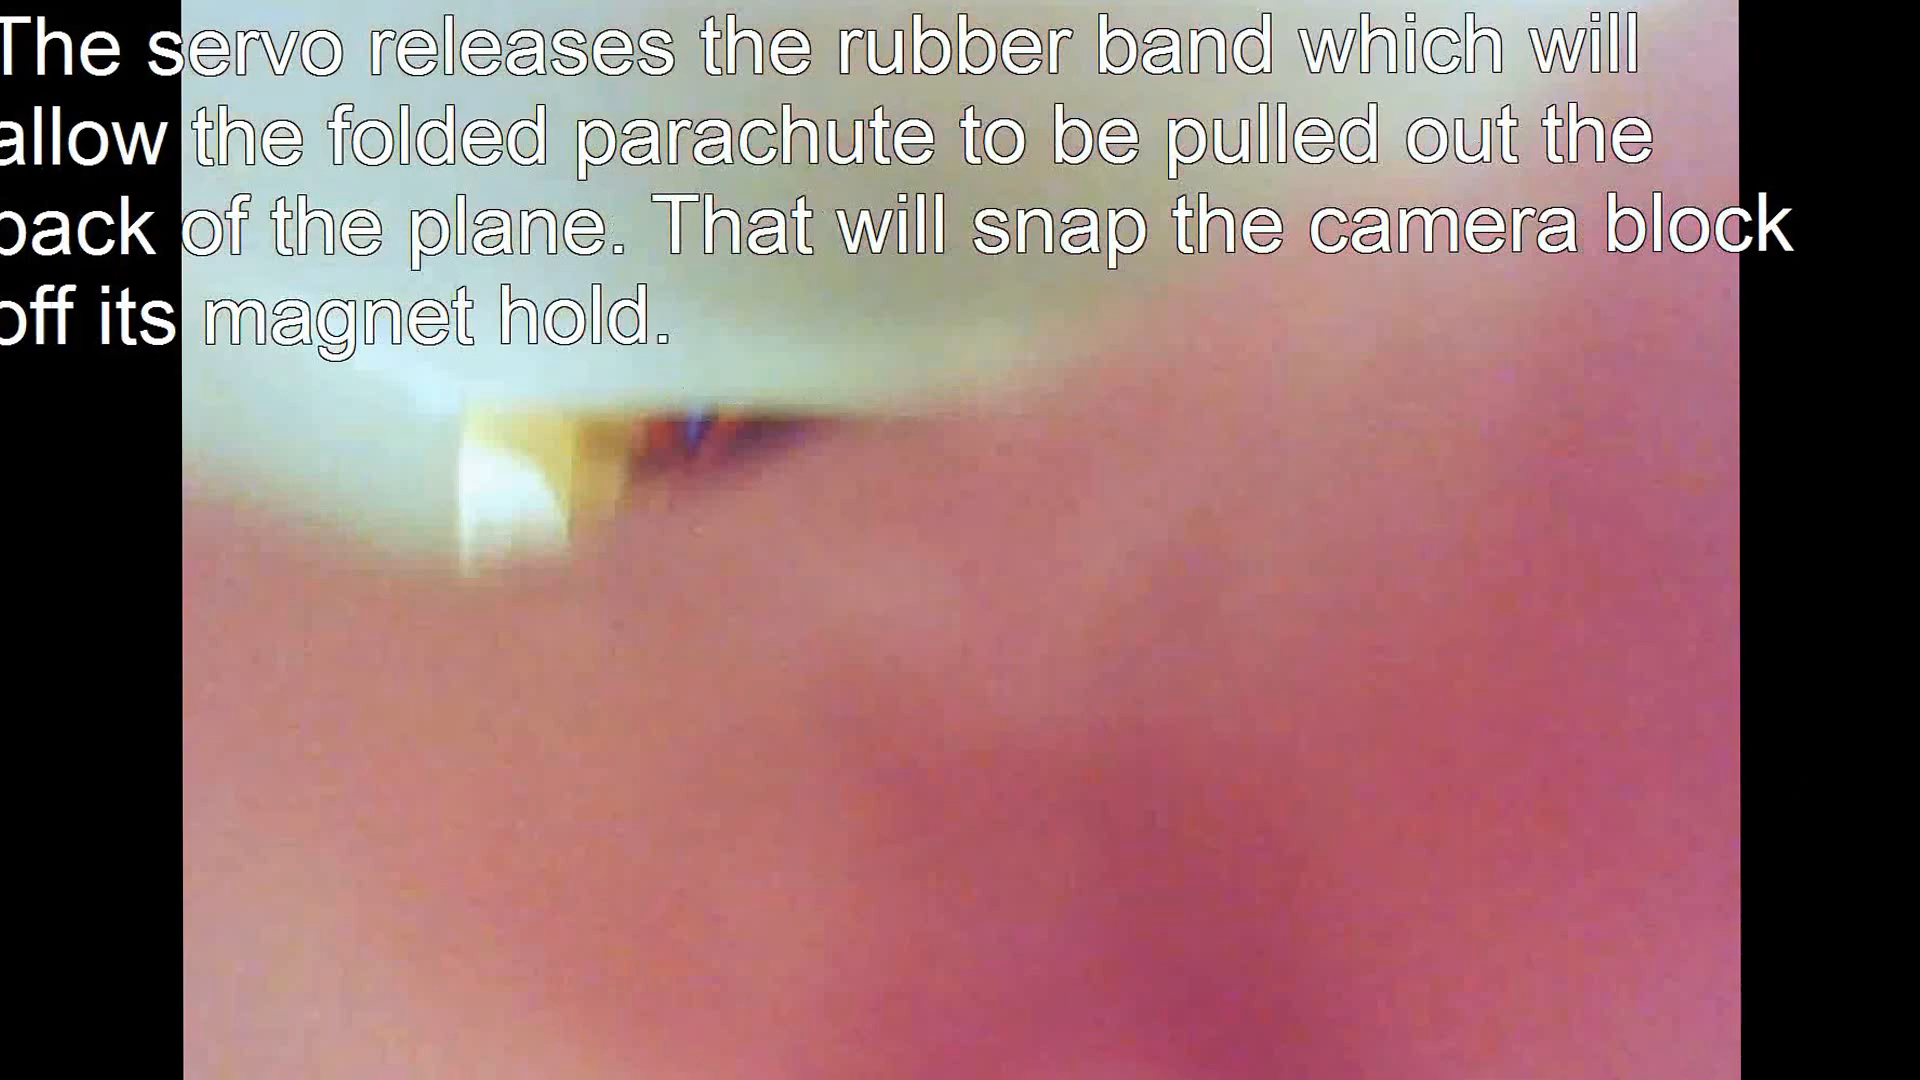 The servo releases the rubber band which will
allow the folded parachute to be pulled out the
back of the plane. That will snap the camera block
off its magnet hold.